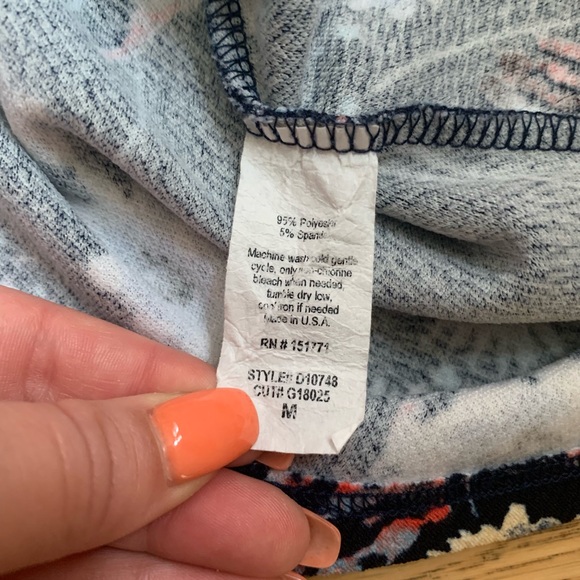 95% Polyester
5% Spandex
Machine wash cold gentle
cycle, only non-chlorine
bleach when needed,
tumble dry low,
cool iron if needed
Made in U.S.A.
RN # 151771
STYLE# D10748
CUT# G18025
M